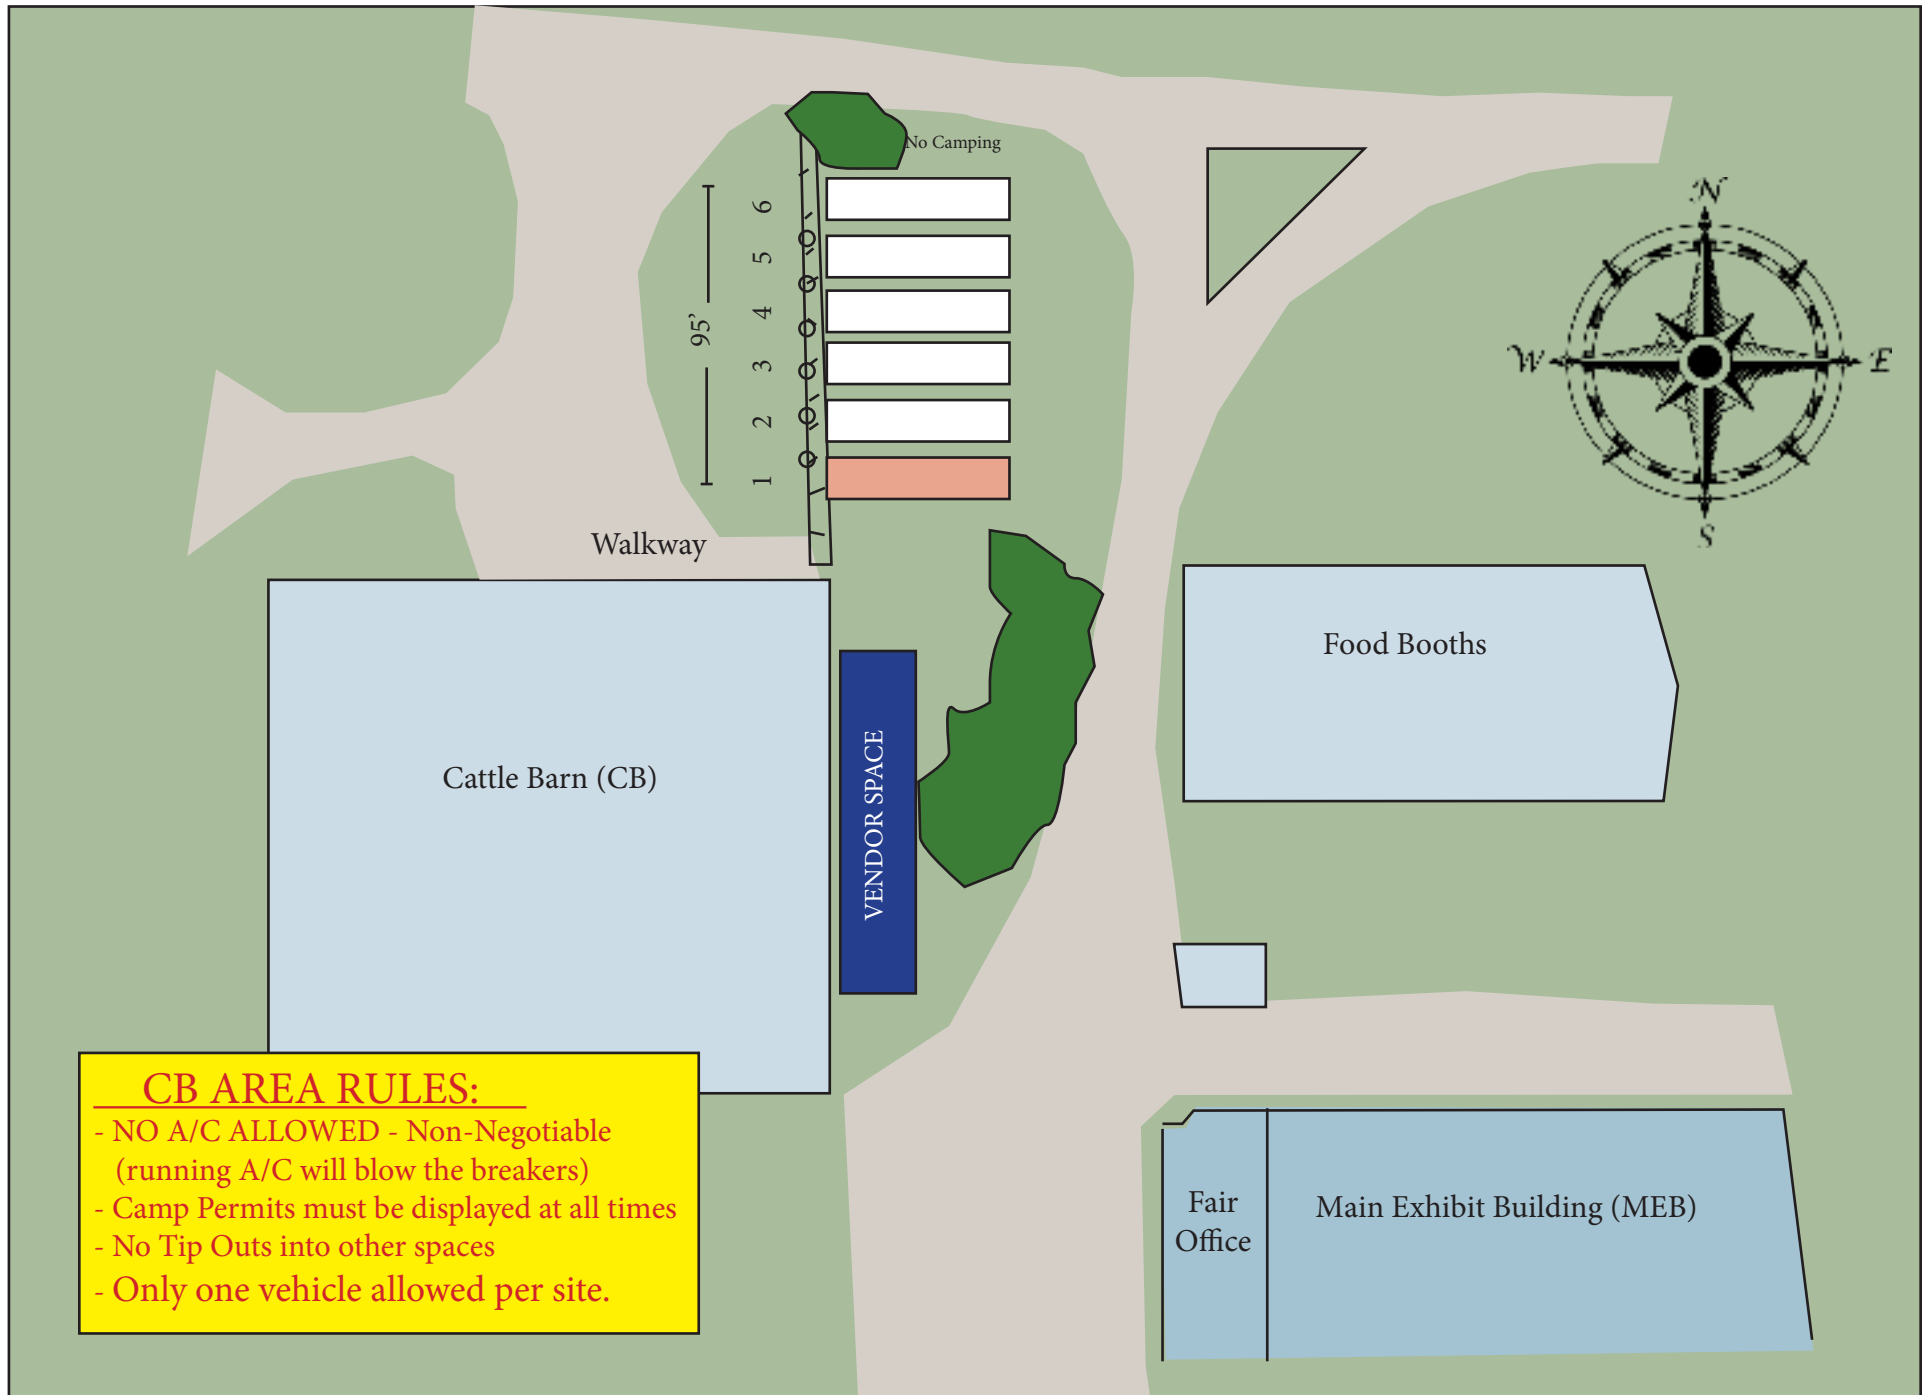 No Camping
N
W
E
S
6
5
4
3
2
1
95’
Walkway
Food Booths
Cattle Barn (CB)
VENDOR SPACE
CB AREA RULES:
- NO A/C ALLOWED - Non-Negotiable
(running A/C will blow the breakers)
- Camp Permits must be displayed at all times
- No Tip Outs into other spaces
- Only one vehicle allowed per site.
Fair
Office
Main Exhibit Building (MEB)